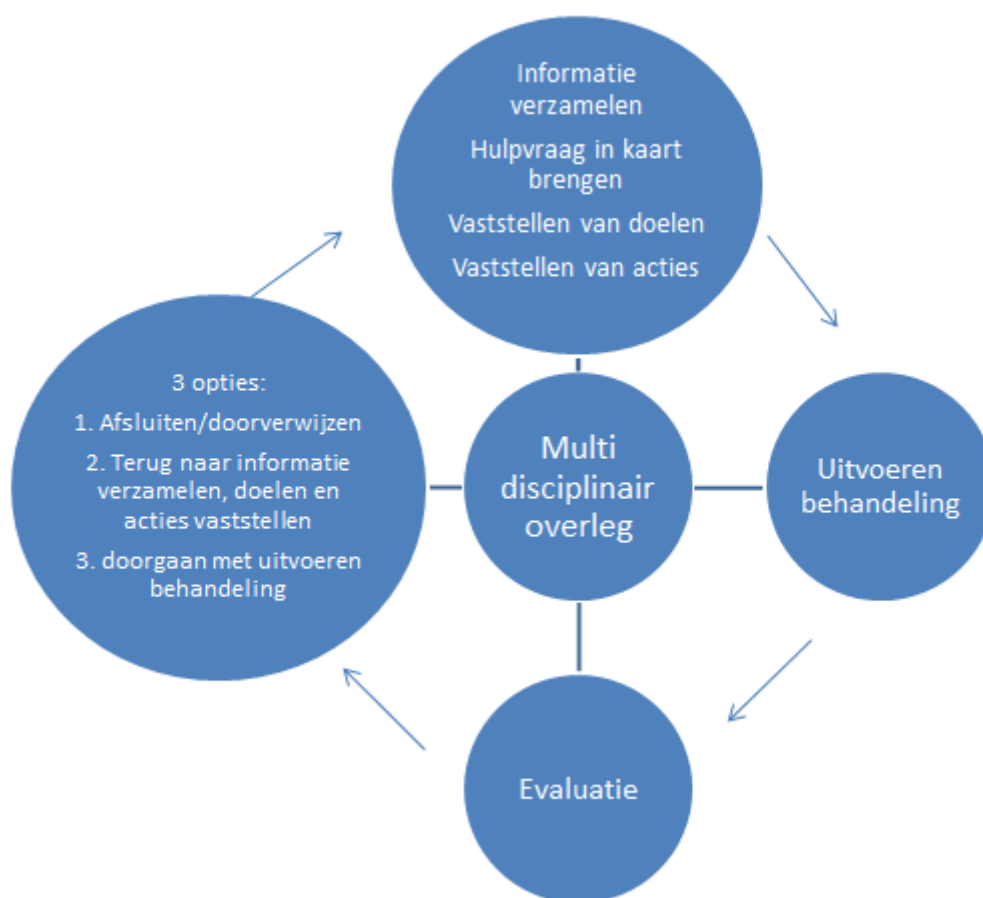 Informatie
verzamelen
Hulpvraag in kaart
brengen
Vaststellen van doelen
Vaststellen van acties
3 opties:
1. Afsluiten/doorverwijzen
2. Terug naar informatie
verzamelen, doelen en
acties vaststellen
3. doorgaan met uitvoeren
behandeling
Multi
disciplinair
overleg
Uitvoeren
behandeling
Evaluatie